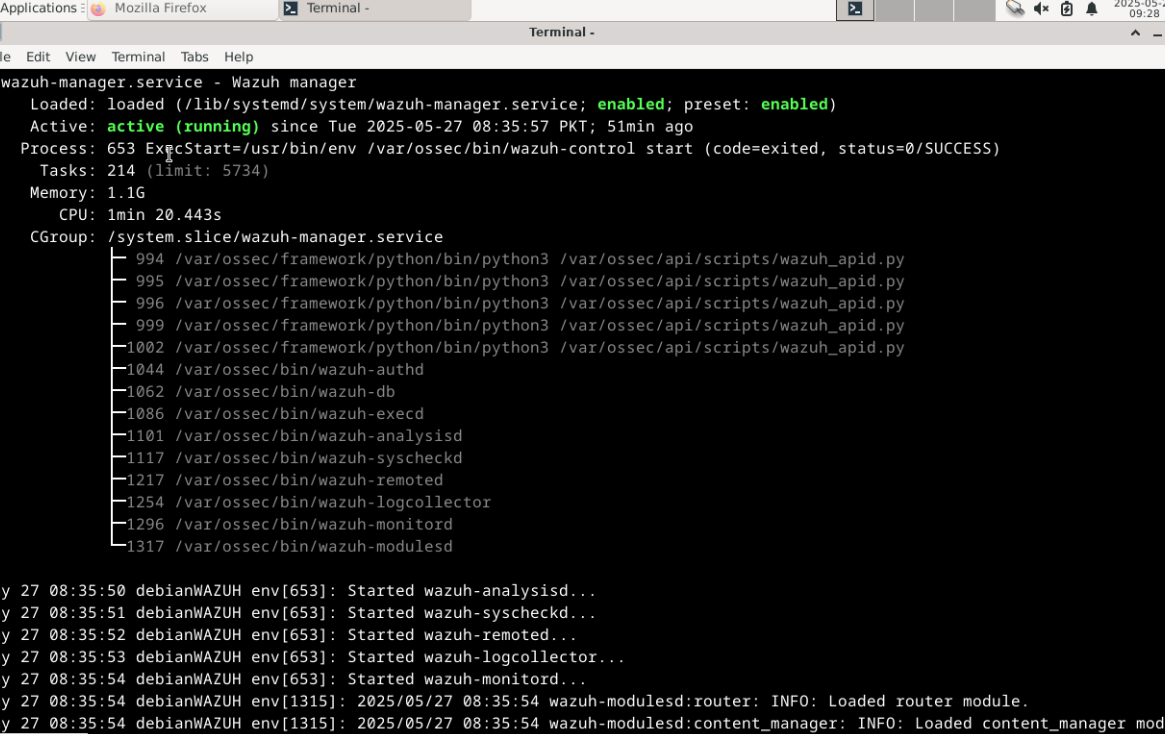 Applications Mozilla Firefox Terminal - 2025-05-2
09:28
Terminal -
le Edit View Terminal Tabs Help
wazuh-manager.service - Wazuh manager
Loaded: loaded (/lib/systemd/system/wazuh-manager.service; enabled; preset: enabled)
Active: active (running) since Tue 2025-05-27 08:35:57 PKT; 51min ago
Process: 653 ExecStart=/usr/bin/env /var/ossec/bin/wazuh-control start (code=exited, status=0/SUCCESS)
Tasks: 214 (limit: 5734)
Memory: 1.1G
CPU: 1min 20.443s
CGroup: /system.slice/wazuh-manager.service
├─ 994 /var/ossec/framework/python/bin/python3 /var/ossec/api/scripts/wazuh_apid.py
├─ 995 /var/ossec/framework/python/bin/python3 /var/ossec/api/scripts/wazuh_apid.py
├─ 996 /var/ossec/framework/python/bin/python3 /var/ossec/api/scripts/wazuh_apid.py
├─ 999 /var/ossec/framework/python/bin/python3 /var/ossec/api/scripts/wazuh_apid.py
├─1002 /var/ossec/framework/python/bin/python3 /var/ossec/api/scripts/wazuh_apid.py
├─1044 /var/ossec/bin/wazuh-authd
├─1062 /var/ossec/bin/wazuh-db
├─1086 /var/ossec/bin/wazuh-execd
├─1101 /var/ossec/bin/wazuh-analysisd
├─1117 /var/ossec/bin/wazuh-syscheckd
├─1217 /var/ossec/bin/wazuh-remoted
├─1254 /var/ossec/bin/wazuh-logcollector
├─1296 /var/ossec/bin/wazuh-monitord
└─1317 /var/ossec/bin/wazuh-modulesd
y 27 08:35:50 debianWAZUH env[653]: Started wazuh-analysisd...
y 27 08:35:51 debianWAZUH env[653]: Started wazuh-syscheckd...
y 27 08:35:52 debianWAZUH env[653]: Started wazuh-remoted...
y 27 08:35:53 debianWAZUH env[653]: Started wazuh-logcollector...
y 27 08:35:54 debianWAZUH env[653]: Started wazuh-monitord...
y 27 08:35:54 debianWAZUH env[1315]: 2025/05/27 08:35:54 wazuh-modulesd:router: INFO: Loaded router module.
y 27 08:35:54 debianWAZUH env[1315]: 2025/05/27 08:35:54 wazuh-modulesd:content_manager: INFO: Loaded content_manager mod